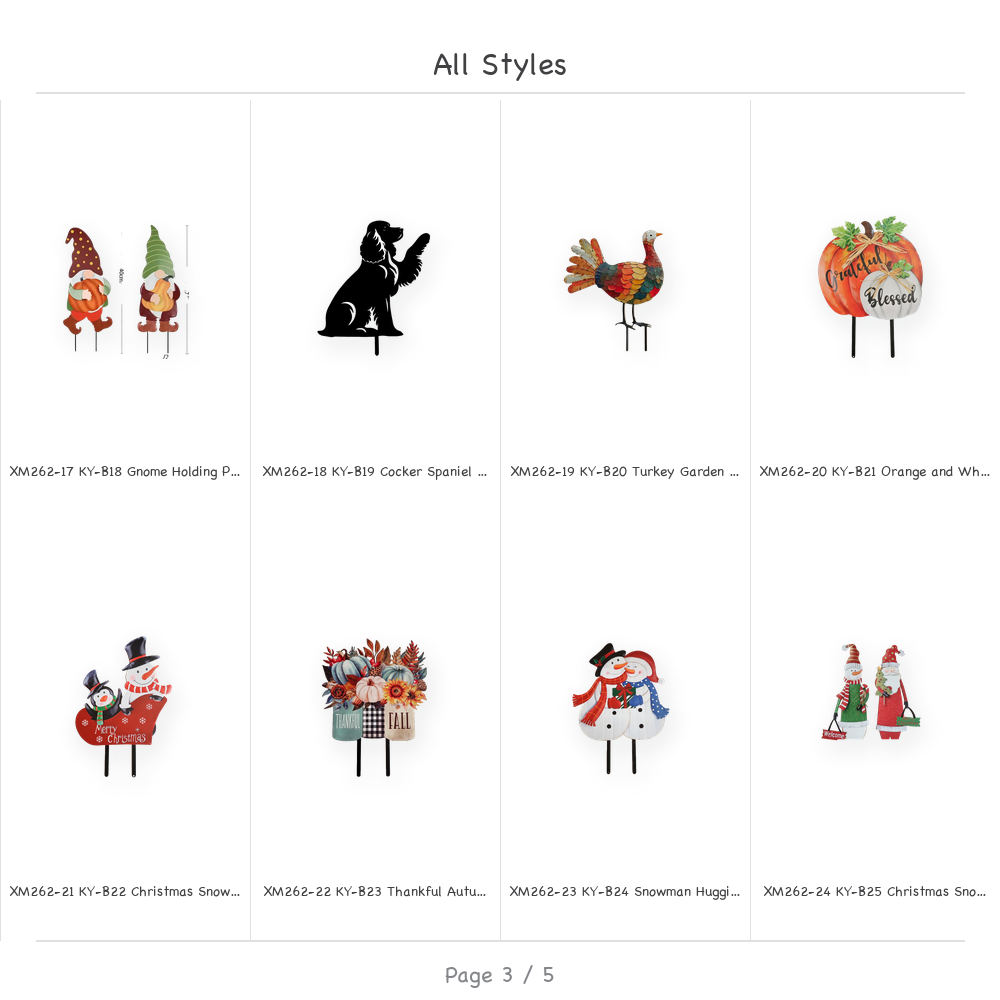 All Styles
40cm
Grateful
Blessed
XM262-17 KY-B18 Gnome Holding P...
XM262-18 KY-B19 Cocker Spaniel ...
XM262-19 KY-B20 Turkey Garden ...
XM262-20 KY-B21 Orange and Wh...
Merry
Christmas
THANKFUL
FALL
Welcome
XM262-21 KY-B22 Christmas Snow...
XM262-22 KY-B23 Thankful Autu...
XM262-23 KY-B24 Snowman Huggi...
XM262-24 KY-B25 Christmas Sno...
Page 3 / 5